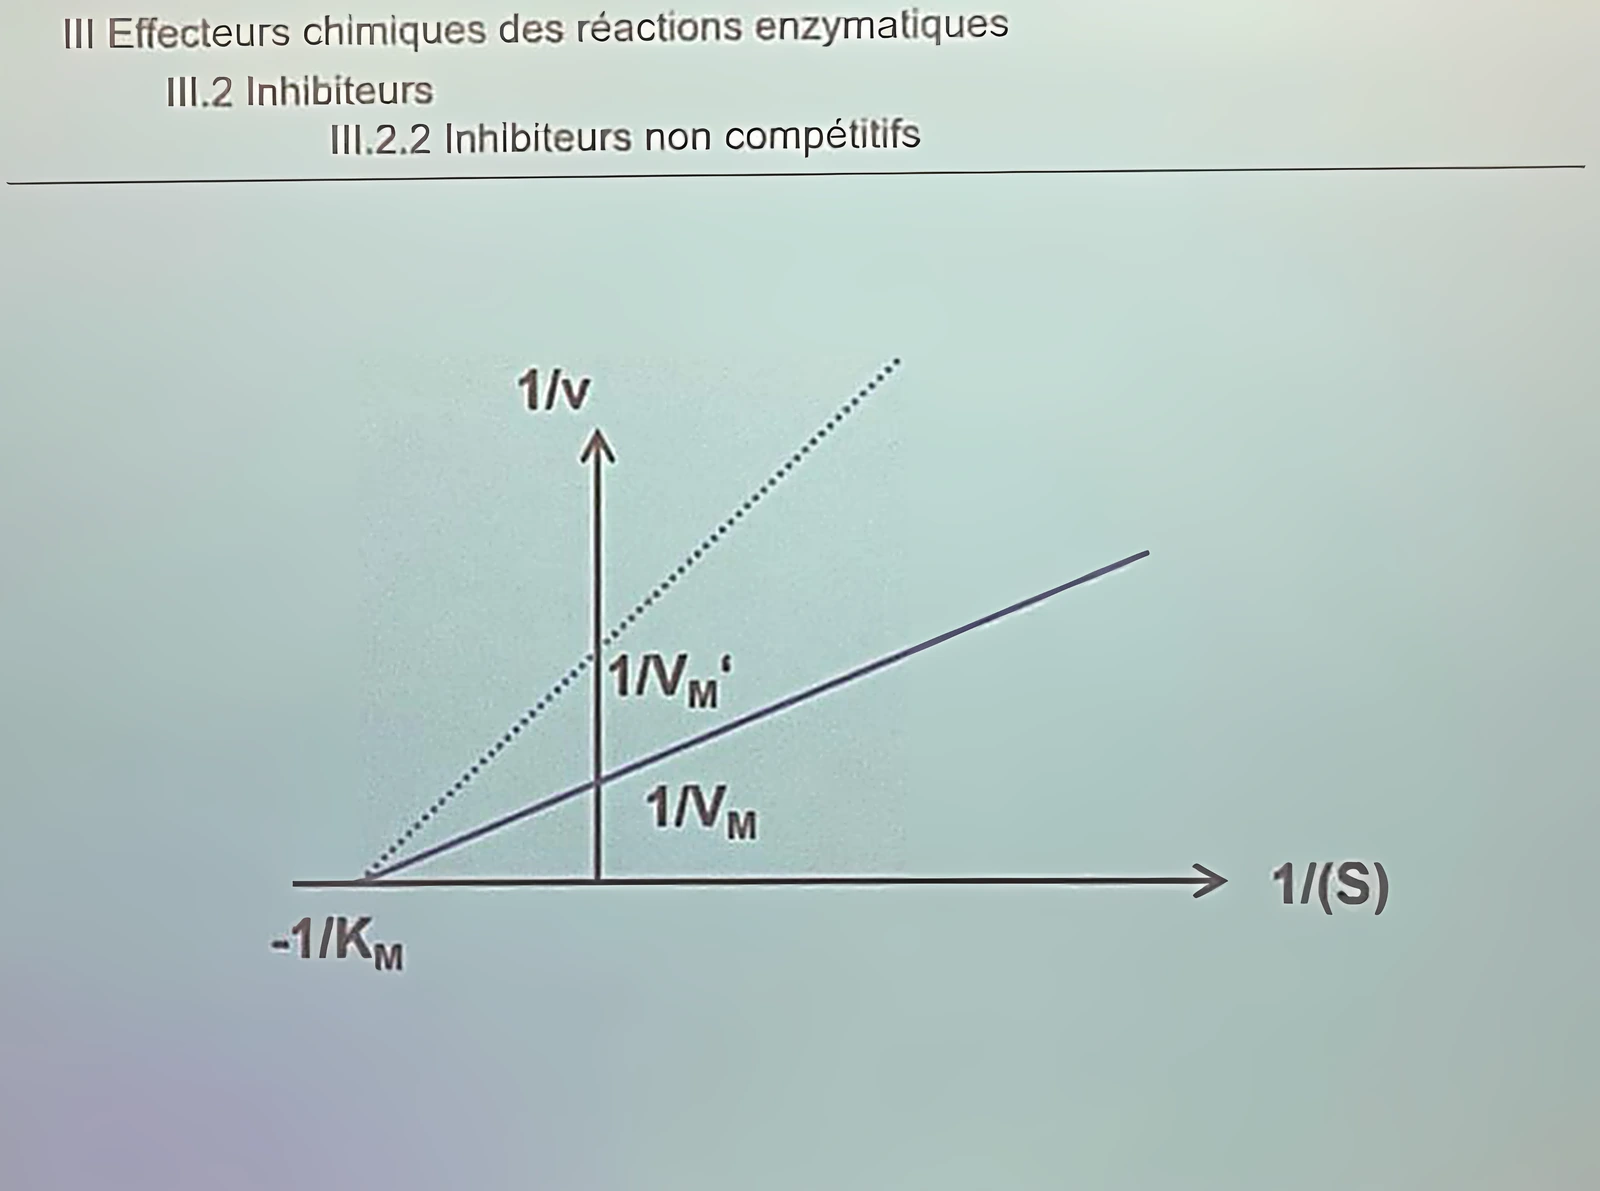 III Effecteurs chimiques des réactions enzymatiques
III.2 Inhibiteurs
III.2.2 Inhibiteurs non compétitifs
1/v
1/VM‘
1/VM
1/(S)
-1/KM